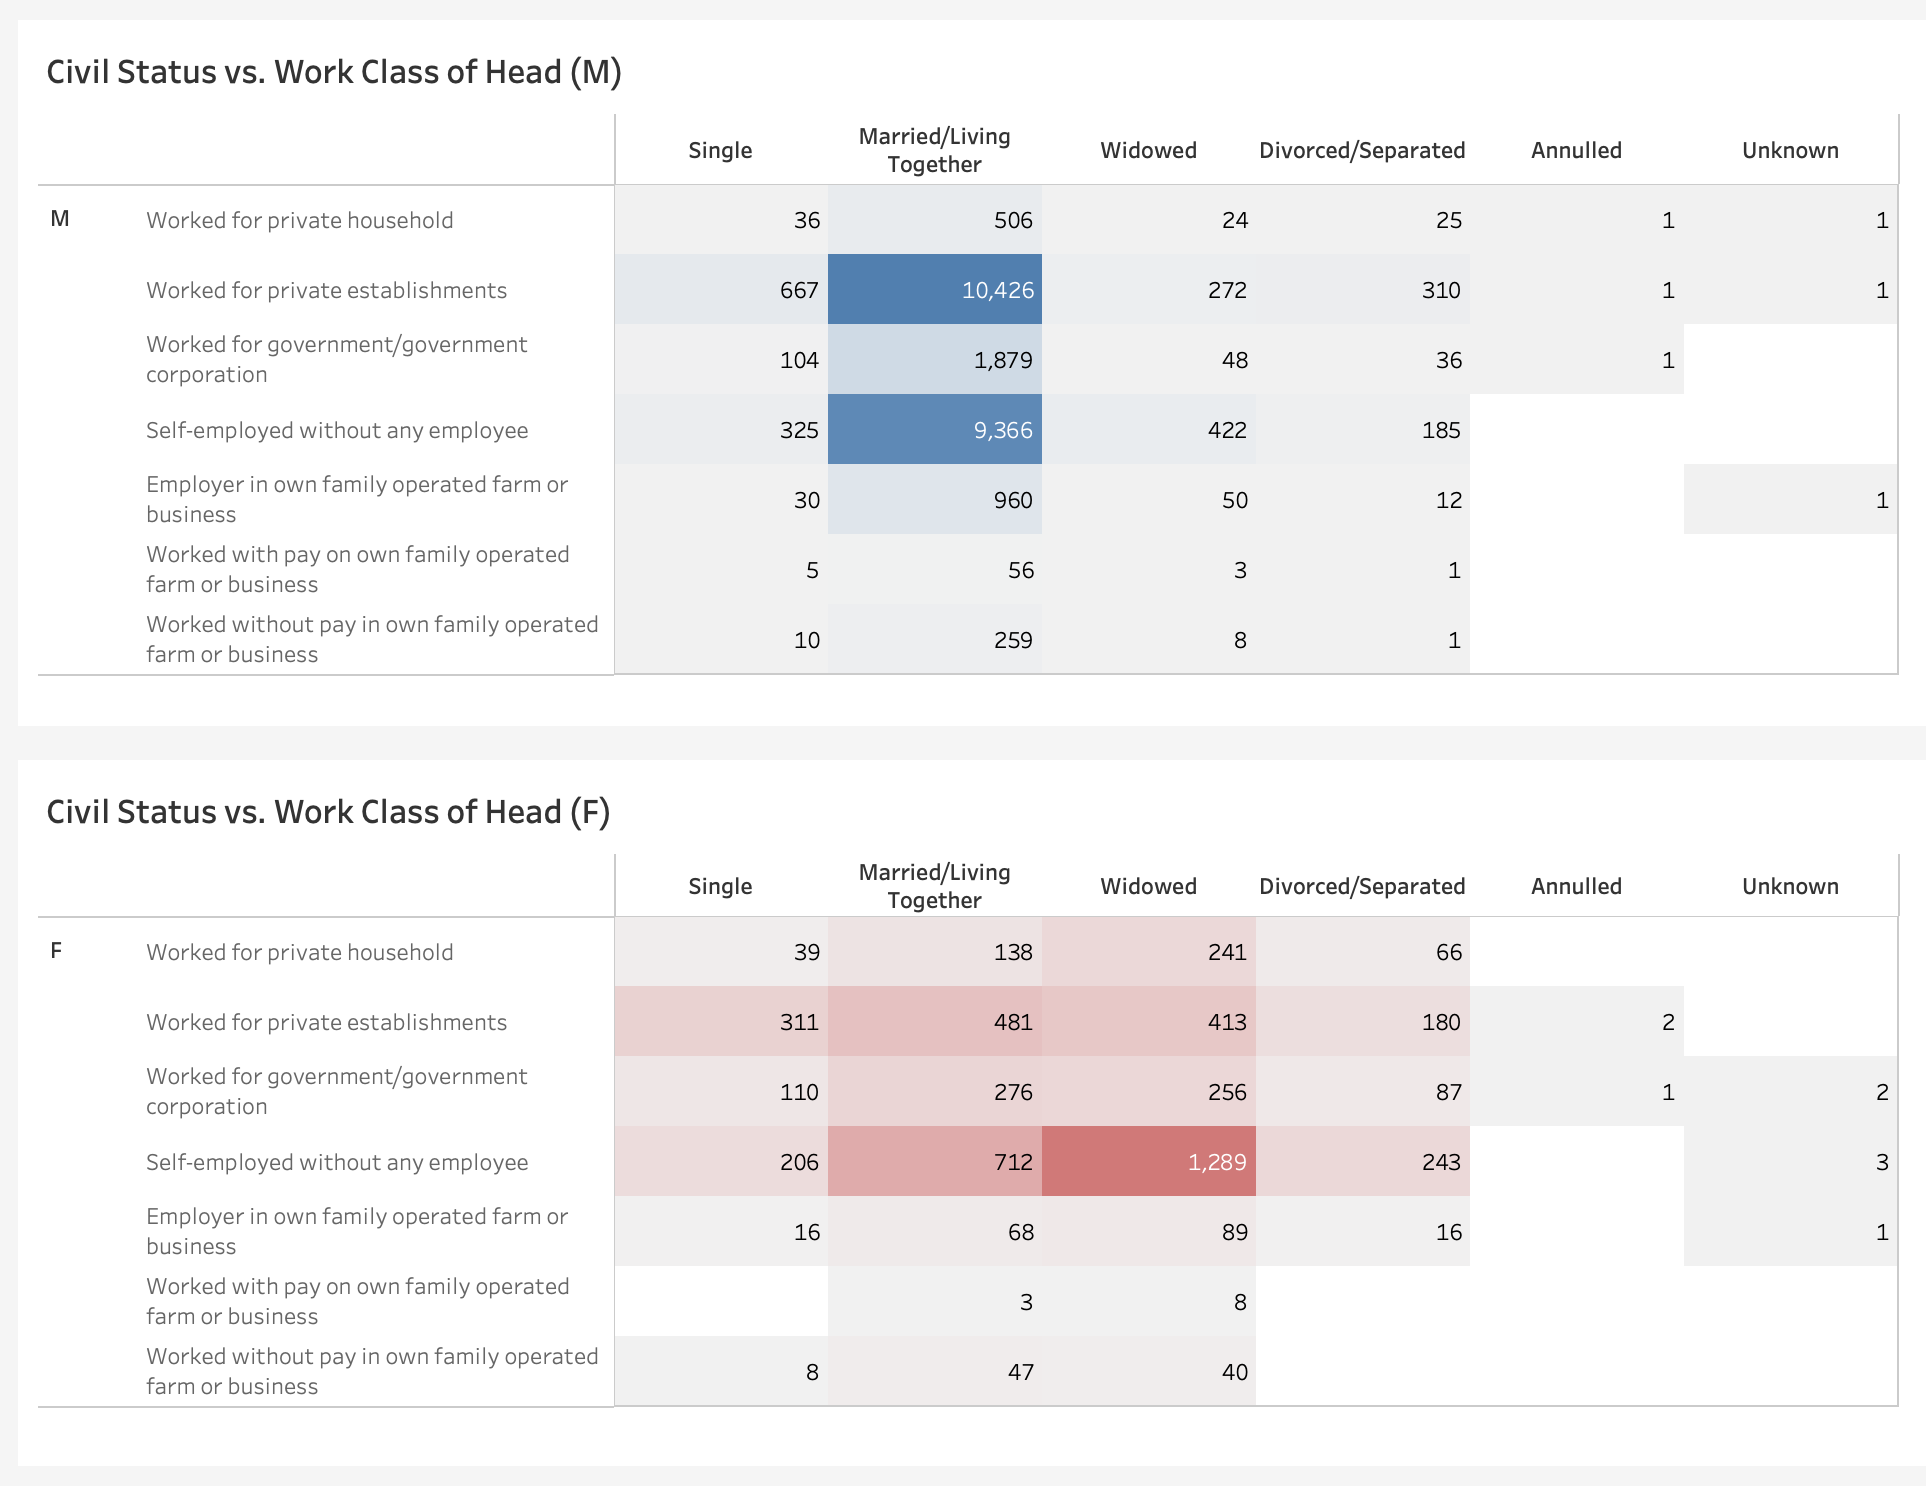 Civil Status vs. Work Class of Head (M)
Single Married/Living Together Widowed Divorced/Separated Annulled Unknown
M Worked for private household 36 506 24 25 1 1
Worked for private establishments 667 10,426 272 310 1 1
Worked for government/government corporation 104 1,879 48 36 1
Self-employed without any employee 325 9,366 422 185
Employer in own family operated farm or business 30 960 50 12 1
Worked with pay on own family operated farm or business 5 56 3 1
Worked without pay in own family operated farm or business 10 259 8 1
Civil Status vs. Work Class of Head (F)
Single Married/Living Together Widowed Divorced/Separated Annulled Unknown
F Worked for private household 39 138 241 66
Worked for private establishments 311 481 413 180 2
Worked for government/government corporation 110 276 256 87 1 2
Self-employed without any employee 206 712 1,289 243 3
Employer in own family operated farm or business 16 68 89 16 1
Worked with pay on own family operated farm or business 3 8
Worked without pay in own family operated farm or business 8 47 40